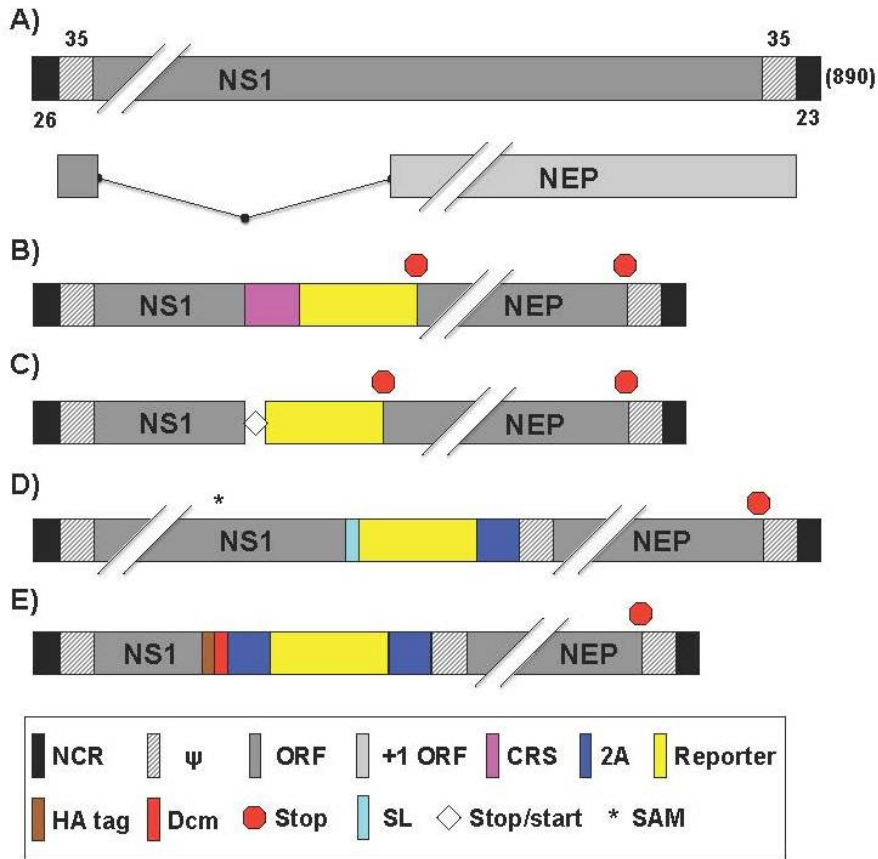 A)
35 35
NS1 (890)
26 23
NEP
B)
NS1 NEP
C)
NS1 NEP
D)
*
NS1 NEP
E)
NS1 NEP
NCR ψ ORF +1 ORF CRS 2A Reporter
HA tag Dcm Stop SL Stop/start * SAM